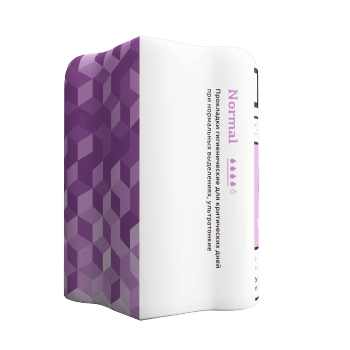 Normal
Прокладки гигиенические для критических дней
при нормальных выделениях, ультратонкие